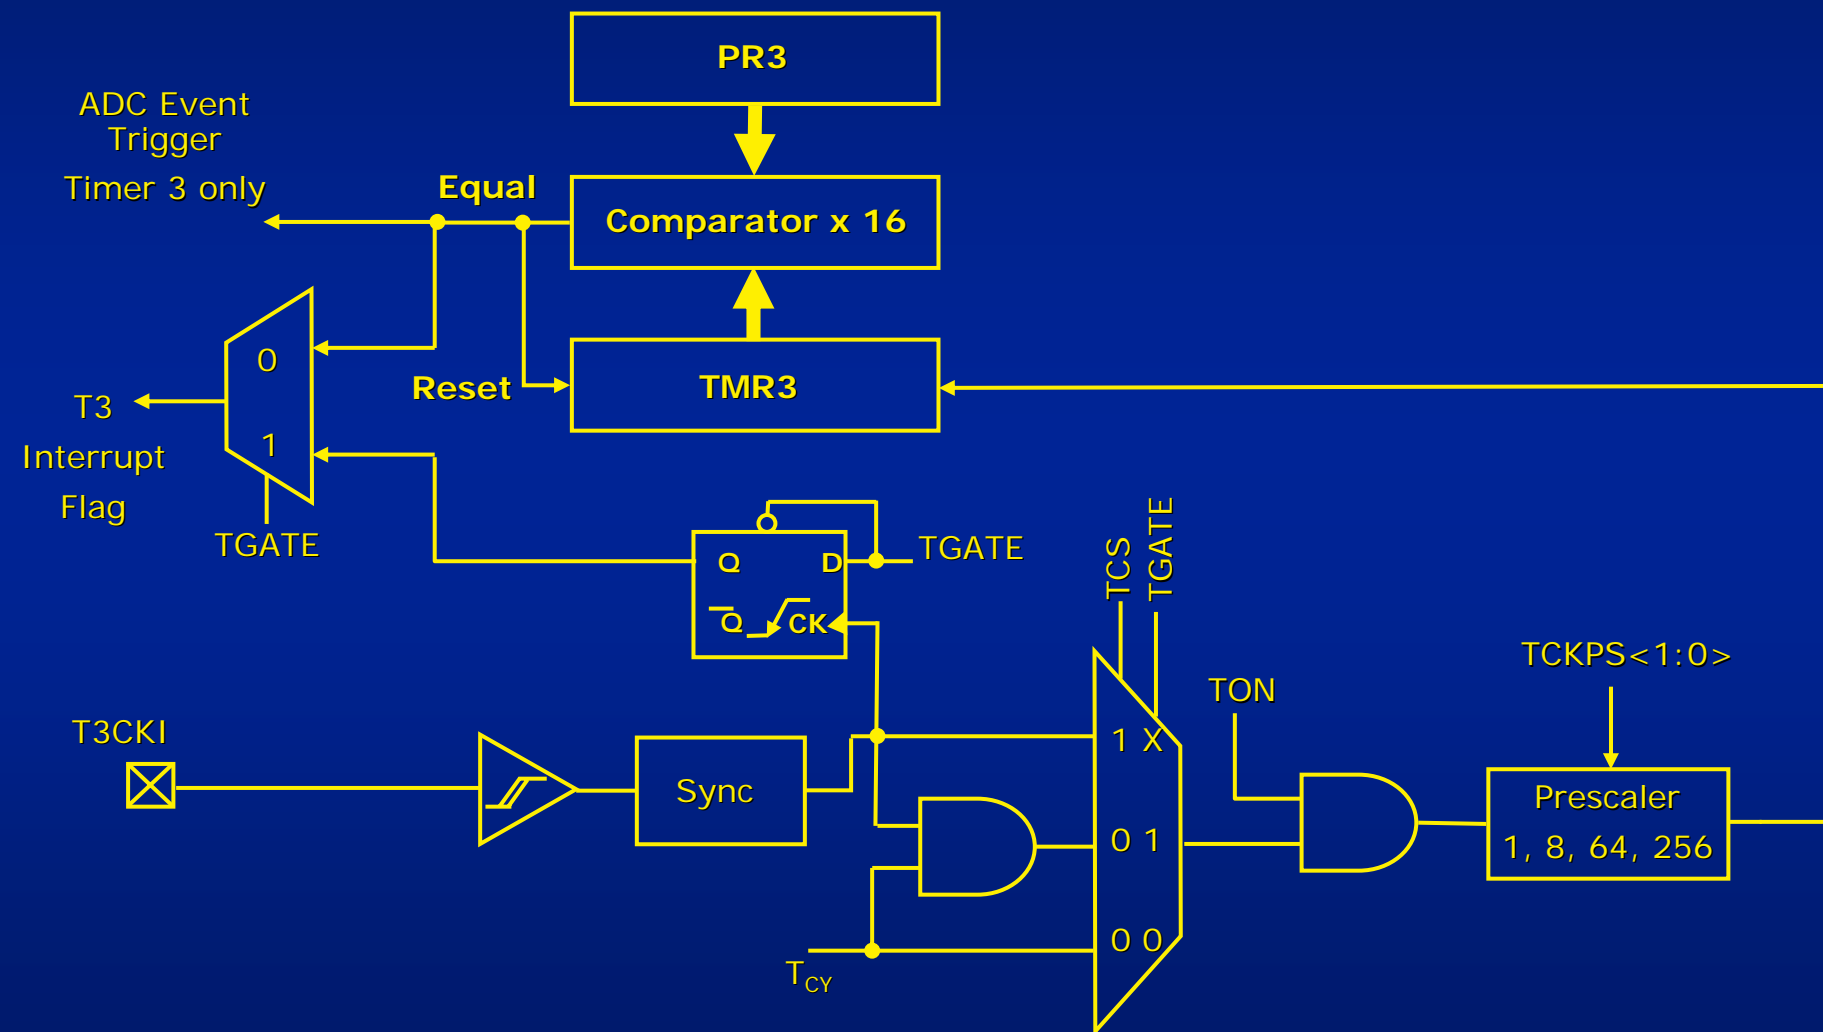 PR3
ADC Event
Trigger
Timer 3 only
Equal
Comparator x 16
0
Reset
TMR3
T3
Interrupt
Flag
1
TGATE
Q
D
TGATE
Q
CK
TCS
TGATE
TCKPS<1:0>
TON
T3CKI
1 X
Sync
Prescaler
1, 8, 64, 256
0 1
0 0
TCY